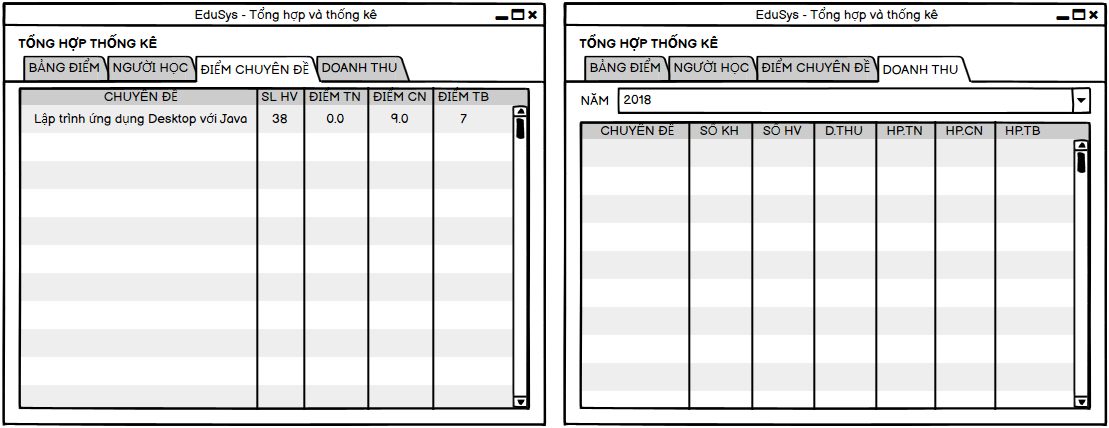 EduSys - Tổng hợp và thống kê
TỔNG HỢP THỐNG KÊ
BẢNG ĐIỂM NGƯỜI HỌC ĐIỂM CHUYÊN ĐỀ DOANH THU
CHUYÊN ĐỀ SL HV ĐIỂM TN ĐIỂM CN ĐIỂM TB
Lập trình ứng dụng Desktop với Java 38 0.0 9.0 7
EduSys - Tổng hợp và thống kê
TỔNG HỢP THỐNG KÊ
BẢNG ĐIỂM NGƯỜI HỌC ĐIỂM CHUYÊN ĐỀ DOANH THU
NĂM 2018
CHUYÊN ĐỀ SỐ KH SỐ HV D.THU HP.TN HP.CN HP.TB